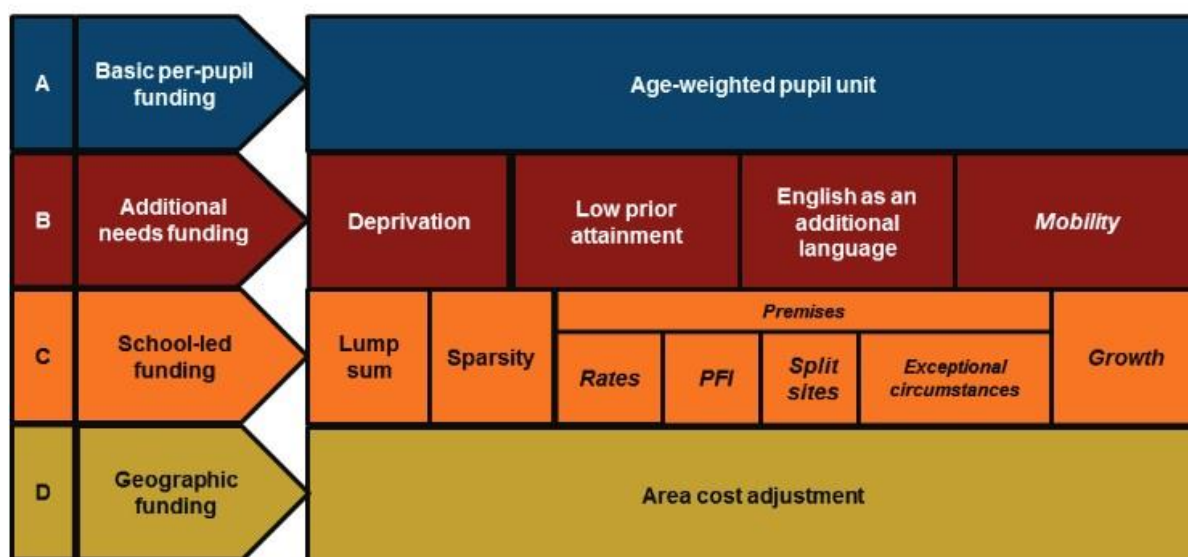 A
Basic per-pupil
funding
Age-weighted pupil unit
B
Additional
needs funding
Deprivation
Low prior
attainment
English as an
additional
language
Mobility
C
School-led
funding
Lump
sum
Sparsity
Premises
Rates
PFI
Split
sites
Exceptional
circumstances
Growth
D
Geographic
funding
Area cost adjustment